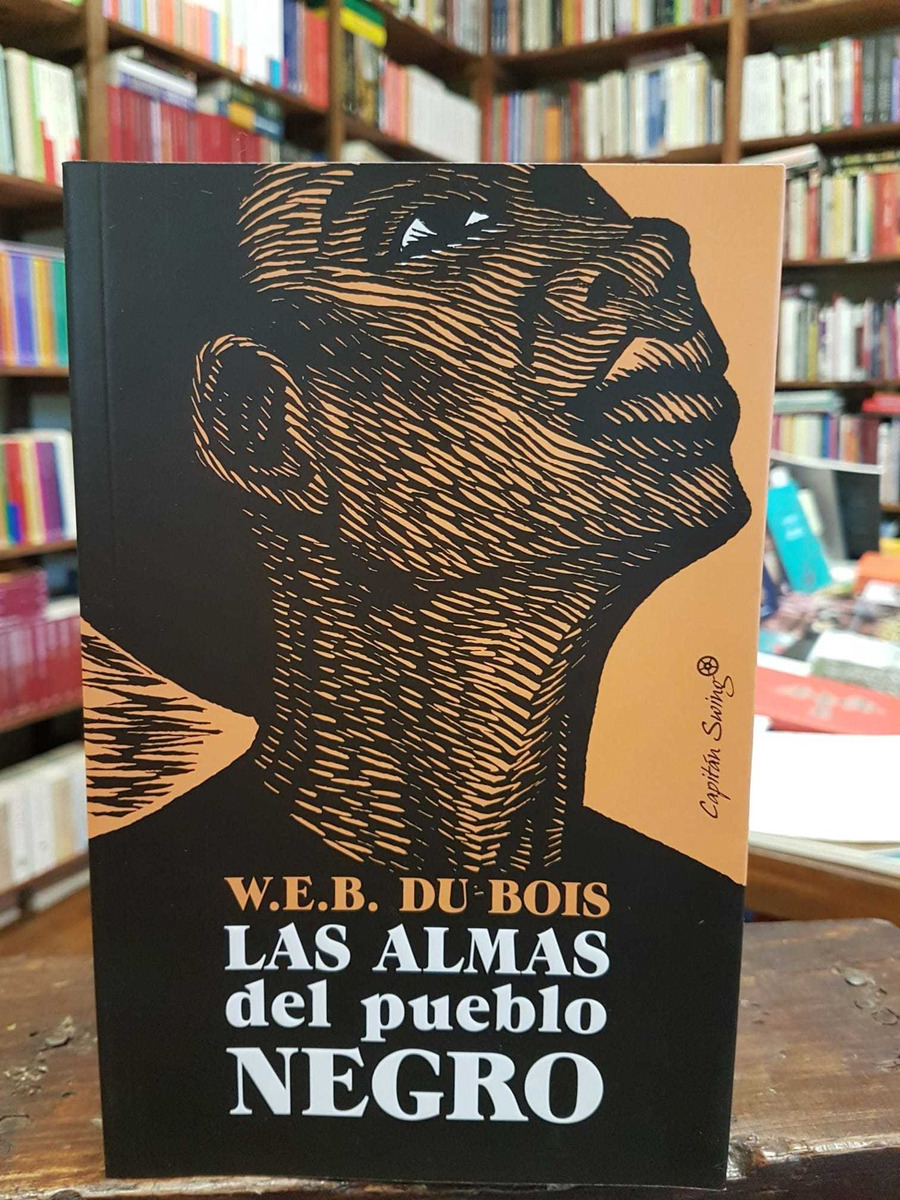 Capitán Swing
W.E.B. DU BOIS
LAS ALMAS
del pueblo
NEGRO